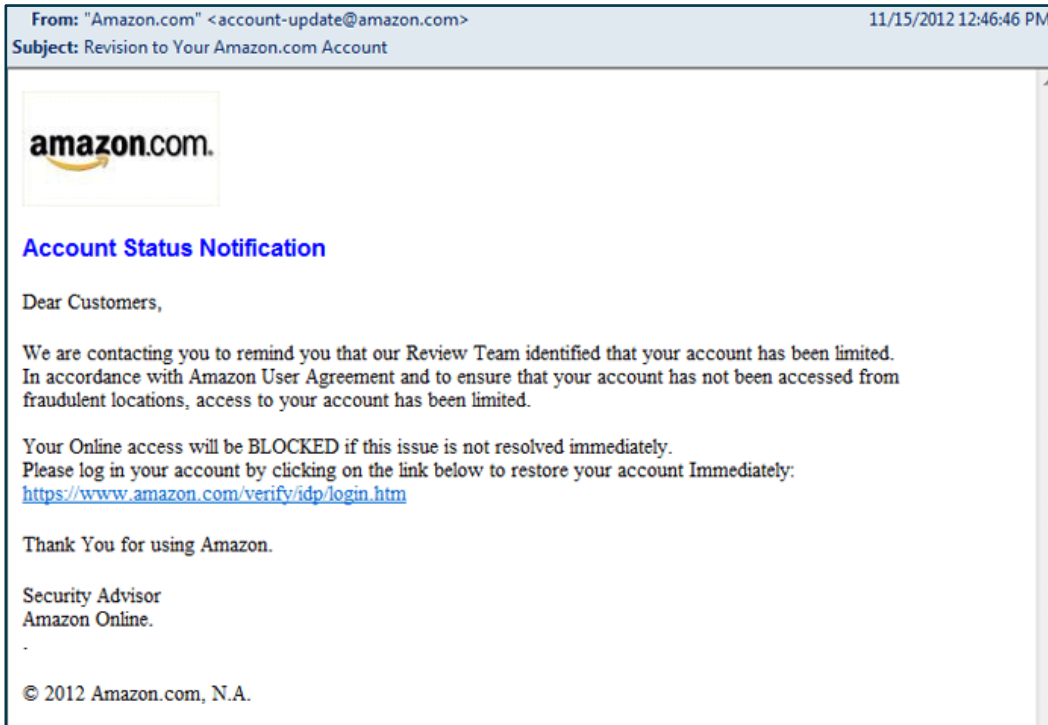 From: "Amazon.com" <account-update@amazon.com> 11/15/2012 12:46:46 PM
Subject: Revision to Your Amazon.com Account
amazon.com.
Account Status Notification
Dear Customers,
We are contacting you to remind you that our Review Team identified that your account has been limited.
In accordance with Amazon User Agreement and to ensure that your account has not been accessed from
fraudulent locations, access to your account has been limited.
Your Online access will be BLOCKED if this issue is not resolved immediately.
Please log in your account by clicking on the link below to restore your account Immediately:
https://www.amazon.com/verify/idp/login.htm
Thank You for using Amazon.
Security Advisor
Amazon Online.
.
© 2012 Amazon.com, N.A.